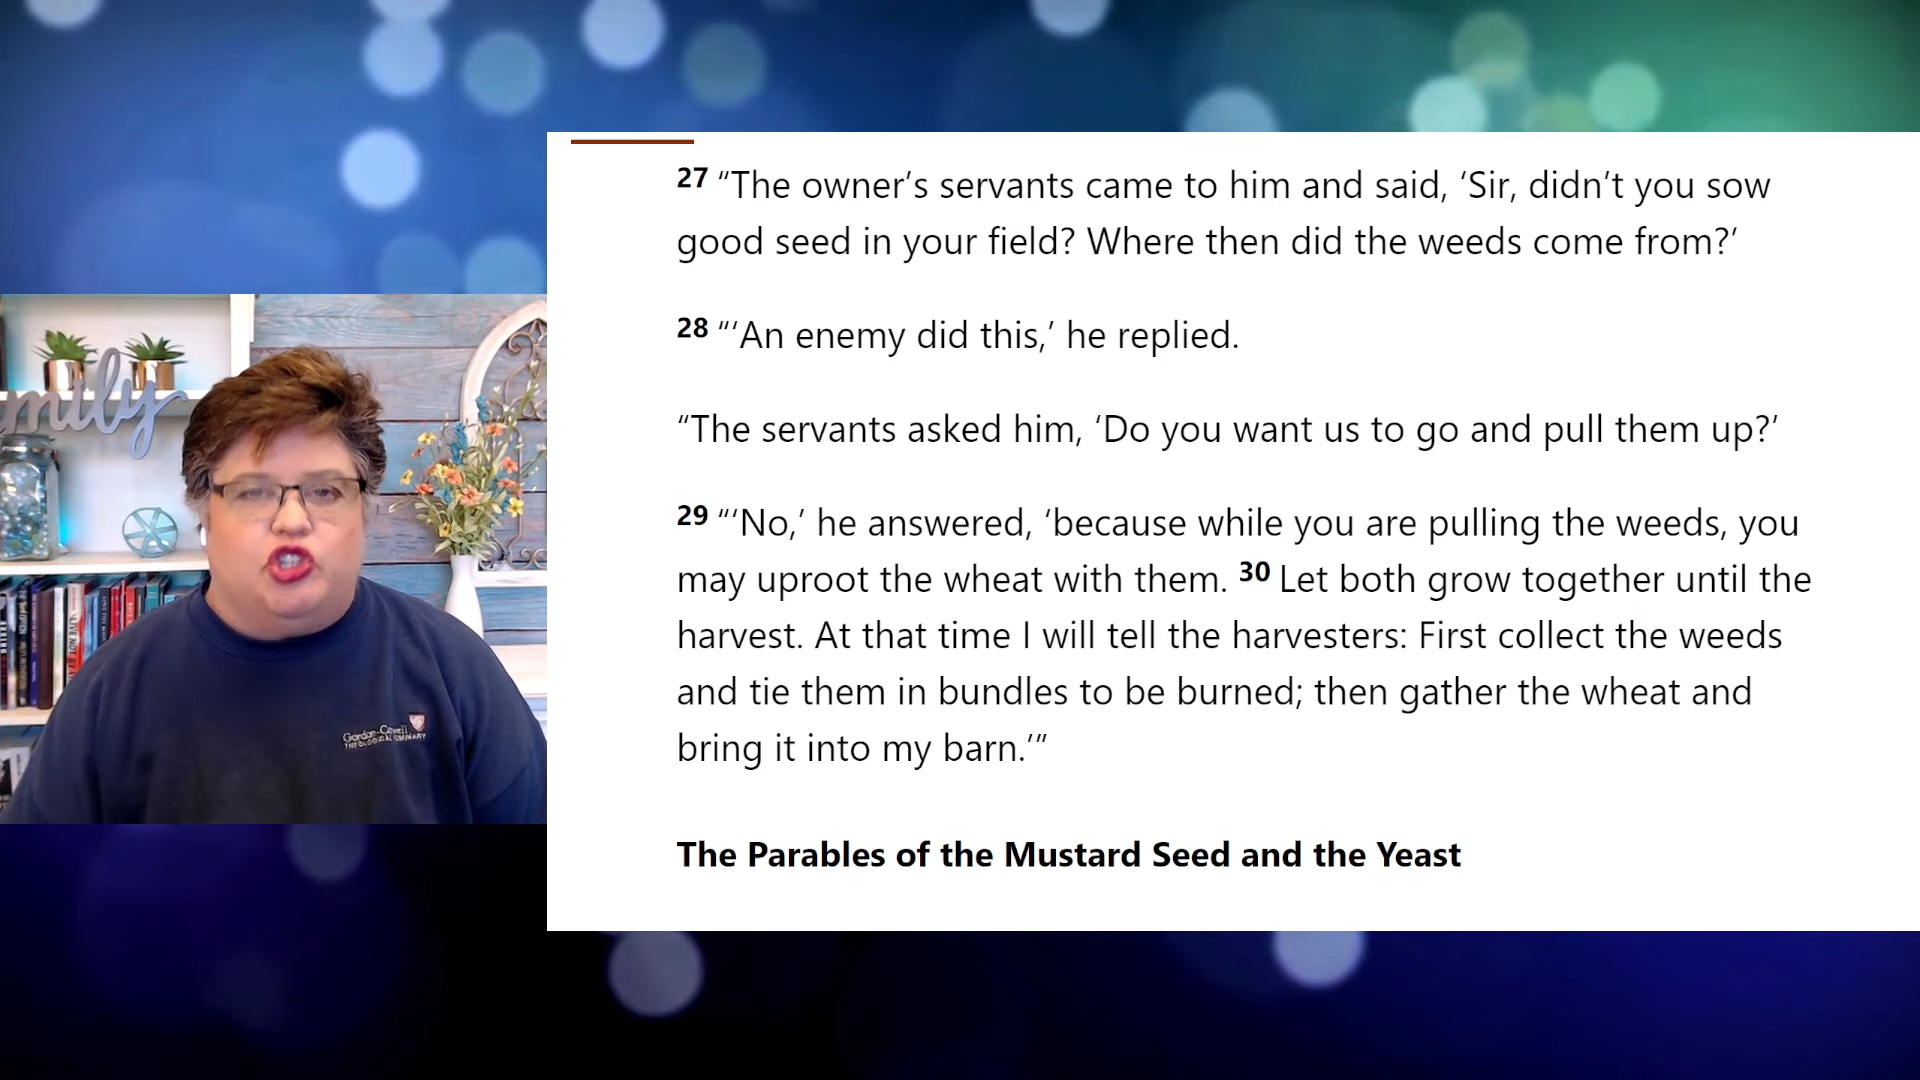 27 “The owner’s servants came to him and said, ‘Sir, didn’t you sow
good seed in your field? Where then did the weeds come from?’
28 “‘An enemy did this,’ he replied.
“The servants asked him, ‘Do you want us to go and pull them up?’
29 “‘No,’ he answered, ‘because while you are pulling the weeds, you
may uproot the wheat with them. 30 Let both grow together until the
harvest. At that time I will tell the harvesters: First collect the weeds
and tie them in bundles to be burned; then gather the wheat and
bring it into my barn.’”
The Parables of the Mustard Seed and the Yeast
mily
Gordon-Conwell
THEOLOGICAL SEMINARY